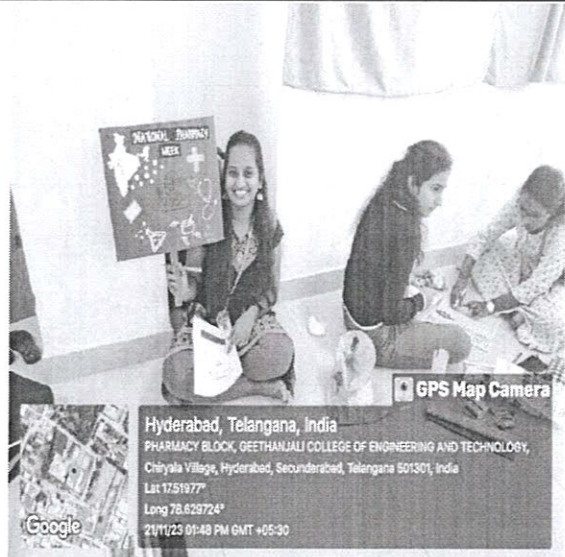 NATIONAL PHARMACY
WEEK
GPS Map Camera
Hyderabad, Telangana, India
PHARMACY BLOCK, GEETHANJALI COLLEGE OF ENGINEERING AND TECHNOLOGY,
Chiryala Village, Hyderabad, Secunderabad, Telangana 501301, India
Lat 17.51977°
Long 78.629724°
21/11/23 01:48 PM GMT +05:30
Google